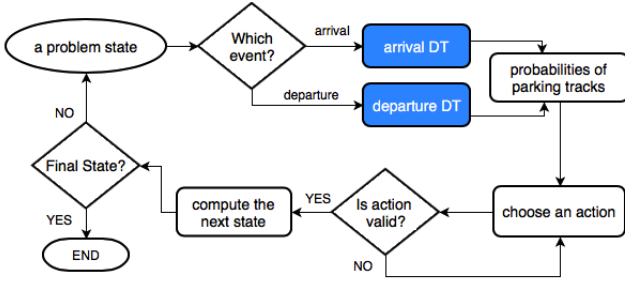 a problem state
Which
event?
arrival
arrival DT
departure
departure DT
probabilities of
parking tracks
NO
Final State?
YES
END
compute the
next state
YES
Is action
valid?
NO
choose an action